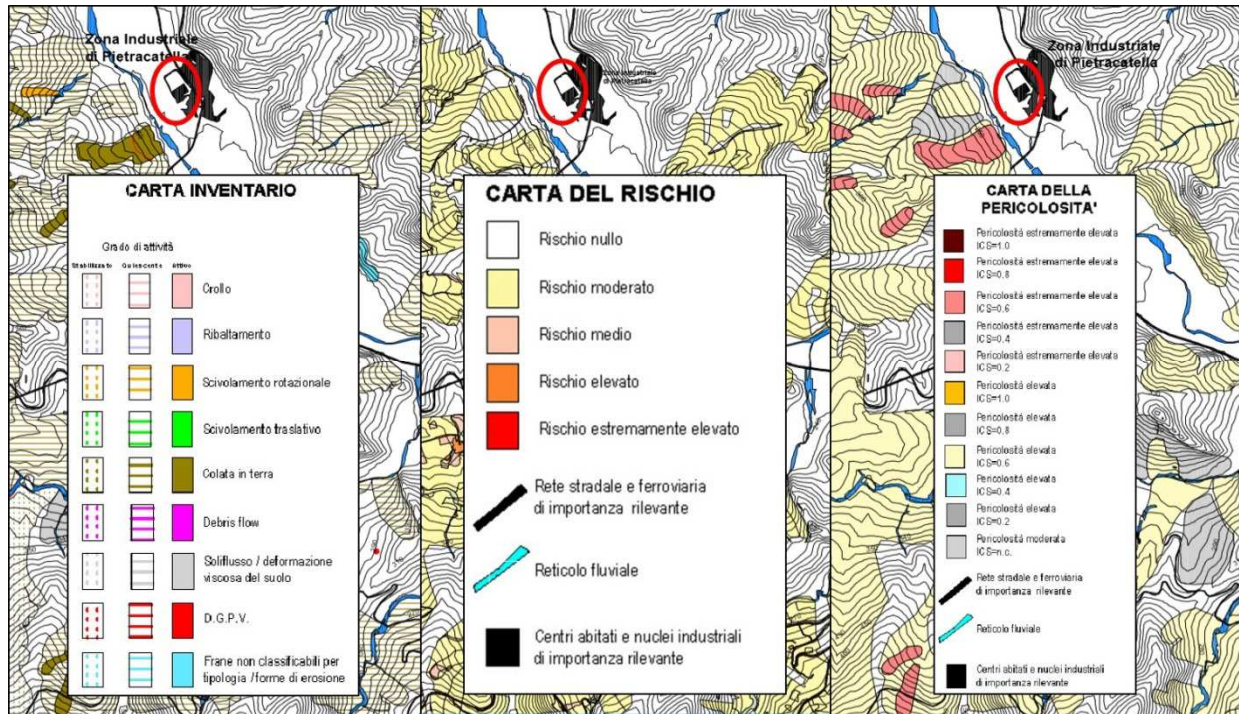 Zona Industriale
di Pietracatella
CARTA INVENTARIO
Grado di attività
Stabilizzato Quiescente Attivo
Crollo
Ribaltamento
Scivolamento rotazionale
Scivolamento traslativo
Colata in terra
Debris flow
Soliflusso / deformazione
viscosa del suolo
D.G.P.V.
Frane non classificabili per
tipologia /forme di erosione
Zona Industriale
di Pietracatella
CARTA DEL RISCHIO
Rischio nullo
Rischio moderato
Rischio medio
Rischio elevato
Rischio estremamente elevato
Rete stradale e ferroviaria
di importanza rilevante
Reticolo fluviale
Centri abitati e nuclei industriali
di importanza rilevante
Zona Industriale
di Pietracatella
CARTA DELLA
PERICOLOSITA'
Pericolosità estremamente elevata
ICS=1.0
Pericolosità estremamente elevata
ICS=0.8
Pericolosità estremamente elevata
ICS=0.6
Pericolosità estremamente elevata
ICS=0.4
Pericolosità estremamente elevata
ICS=0.2
Pericolosità elevata
ICS=1.0
Pericolosità elevata
ICS=0.8
Pericolosità elevata
ICS=0.6
Pericolosità elevata
ICS=0.4
Pericolosità elevata
ICS=0.2
Pericolosità moderata
ICS=n.c.
Rete stradale e ferroviaria
di importanza rilevante
Reticolo fluviale
Centri abitati e nuclei industriali
di importanza rilevante